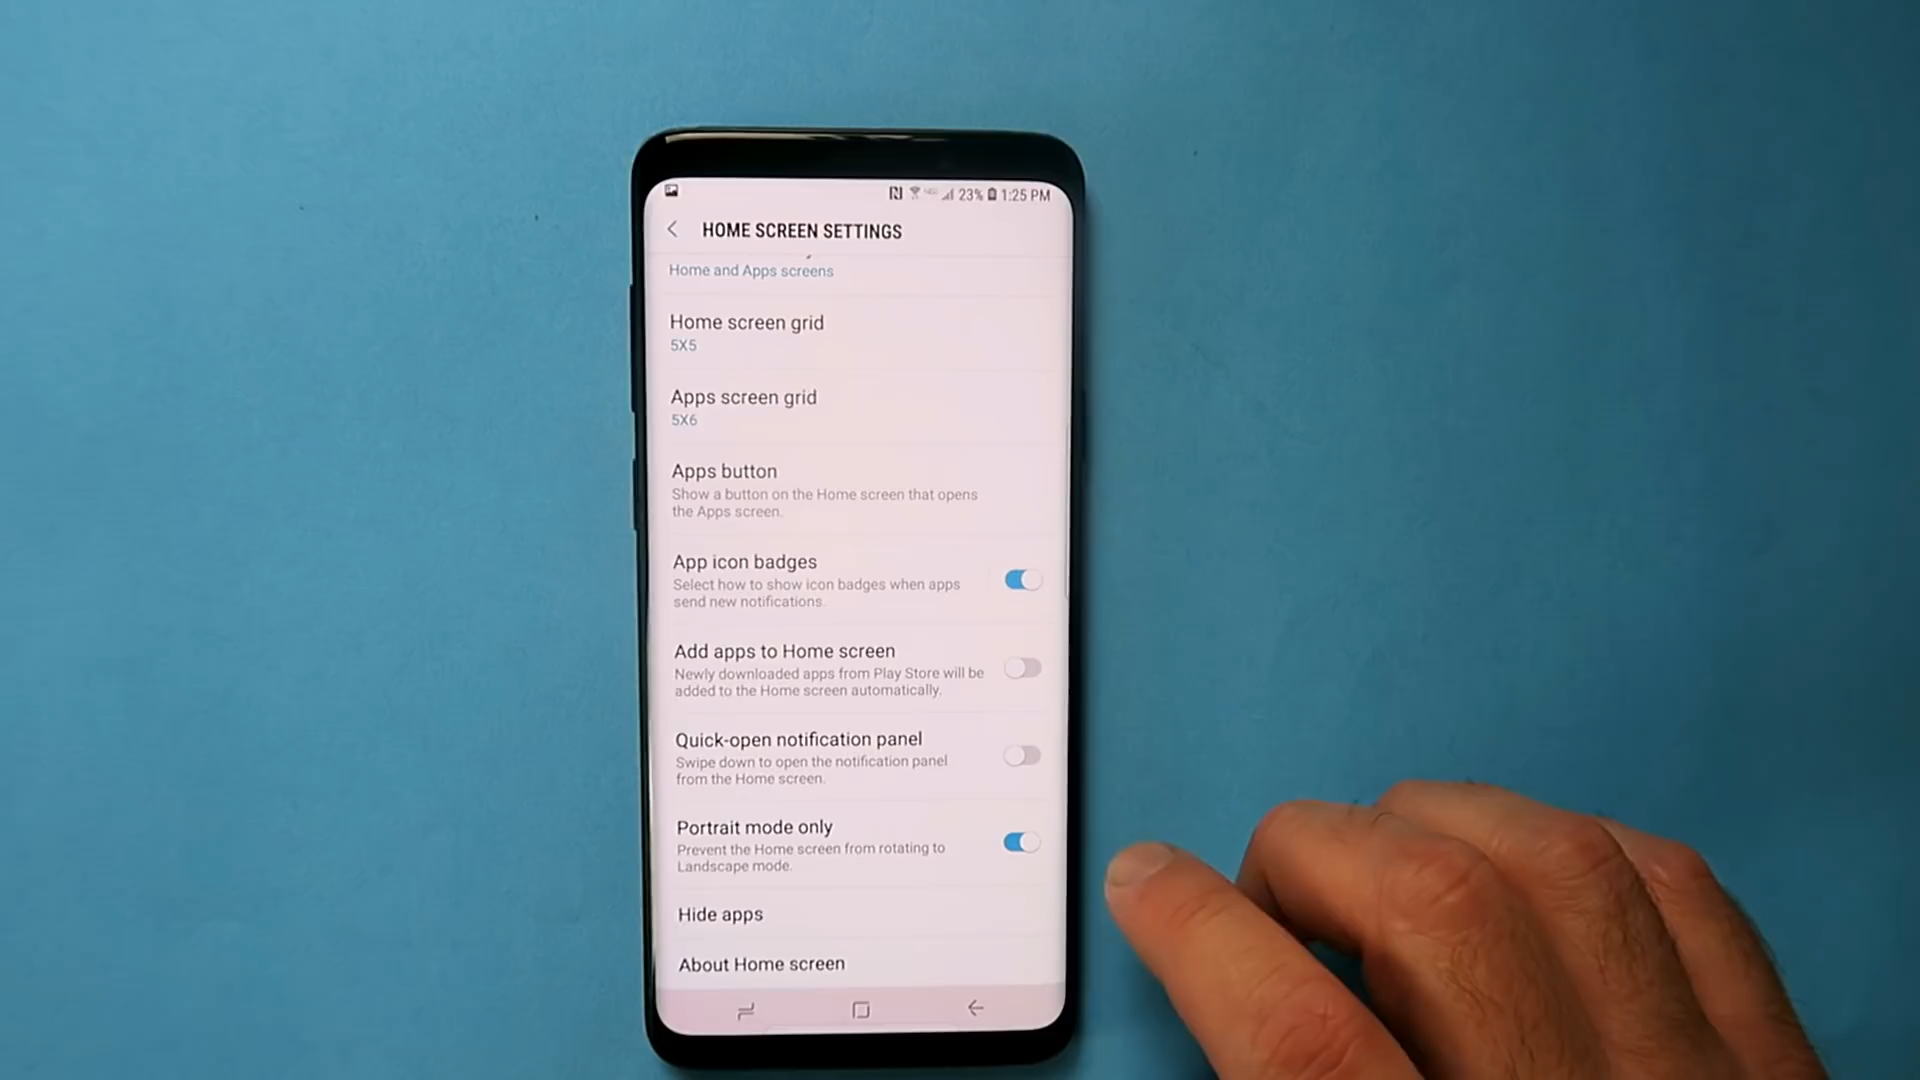 23% 1:25 PM
HOME SCREEN SETTINGS
Home and Apps screens
Home screen grid
5X5
Apps screen grid
5X6
Apps button
Show a button on the Home screen that opens
the Apps screen.
App icon badges
Select how to show icon badges when apps
send new notifications.
Add apps to Home screen
Newly downloaded apps from Play Store will be
added to the Home screen automatically.
Quick-open notification panel
Swipe down to open the notification panel
from the Home screen.
Portrait mode only
Prevent the Home screen from rotating to
Landscape mode.
Hide apps
About Home screen